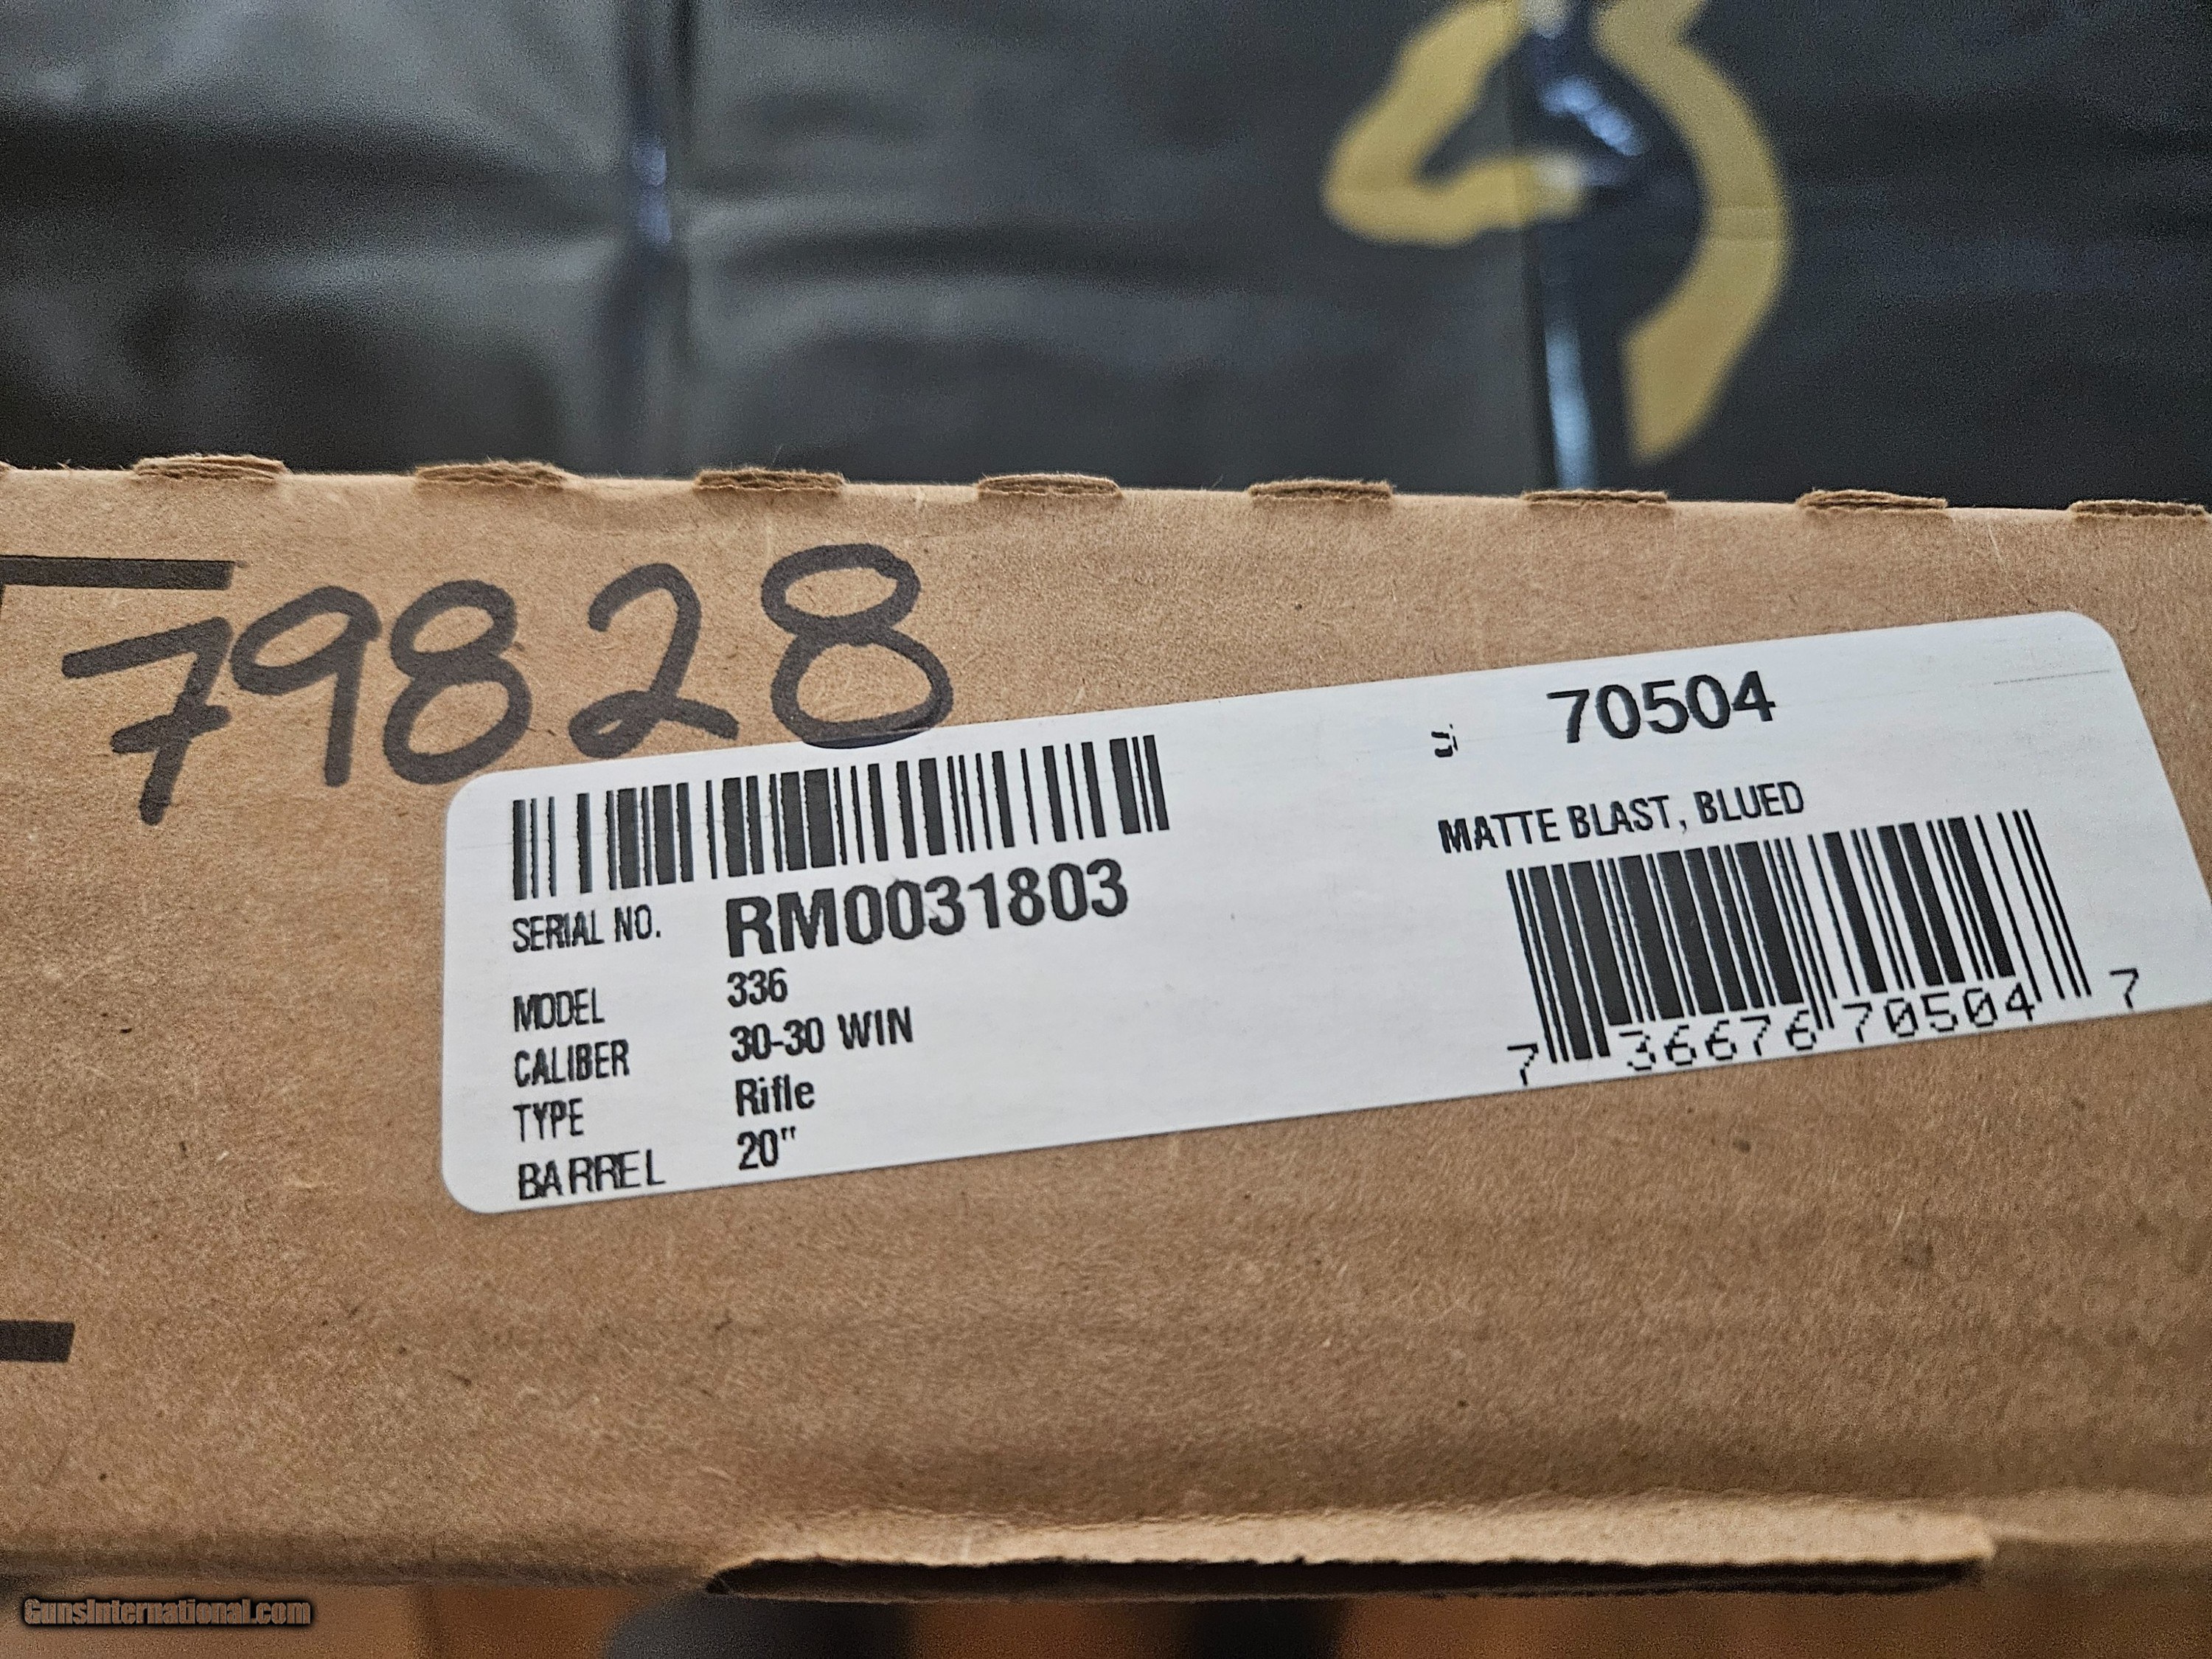 79828
70504
MATTE BLAST, BLUED
SERIAL NO. RM0031803
MODEL 336
CALIBER 30-30 WIN
TYPE Rifle
BARREL 20"
7 36676 70504 7
GunsInternational.com